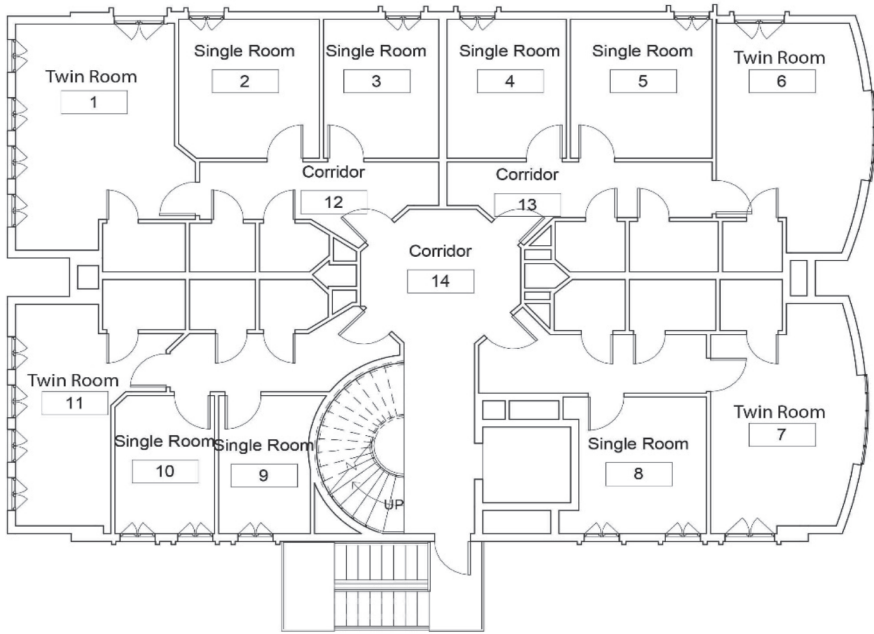 Twin Room
1
Single Room
2
Single Room
3
Single Room
4
Single Room
5
Twin Room
6
Corridor
12
Corridor
13
Corridor
14
Twin Room
11
Single Room
10
Single Room
9
UP
Single Room
8
Twin Room
7